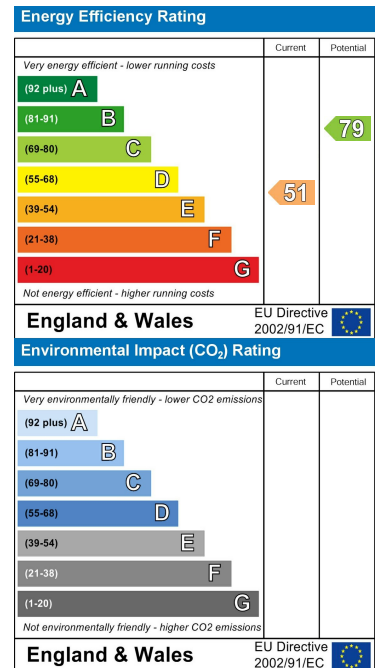 Energy Efficiency Rating
Current Potential
Very energy efficient - lower running costs
(92 plus) A
(81-91) B
(69-80) C
79
(55-68) D
51
(39-54) E
(21-38) F
(1-20) G
Not energy efficient - higher running costs
England & Wales
EU Directive
2002/91/EC
Environmental Impact (CO₂) Rating
Current Potential
Very environmentally friendly - lower CO2 emissions
(92 plus) A
(81-91) B
(69-80) C
(55-68) D
(39-54) E
(21-38) F
(1-20) G
Not environmentally friendly - higher CO2 emissions
England & Wales
EU Directive
2002/91/EC